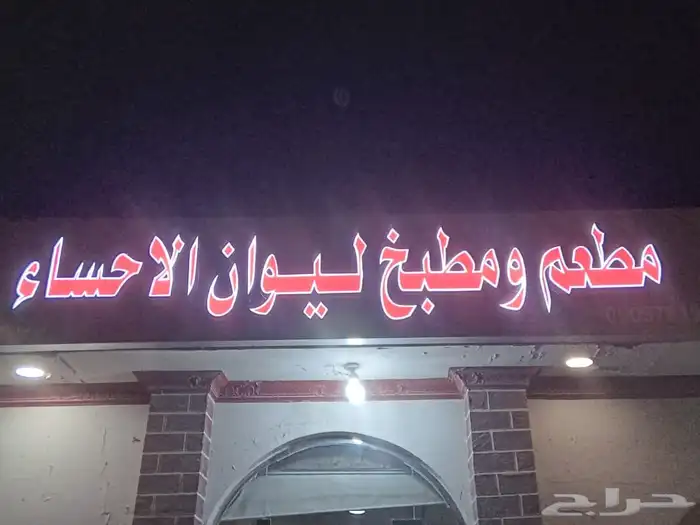 مطعم ومطبخ ليوان الاحساء
حراج